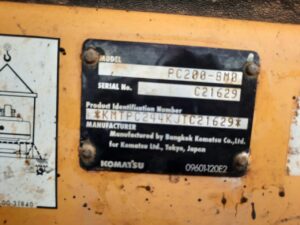 MODEL PC200-8M0
SERIAL No. C21629
Product Identification Number
*KMTPC244KJTC21629*
MANUFACTURER
Manufactured by Bangkok Komatsu Co.,Ltd.
for Komatsu Ltd., Tokyo, Japan
KOMATSU 09601-120E2